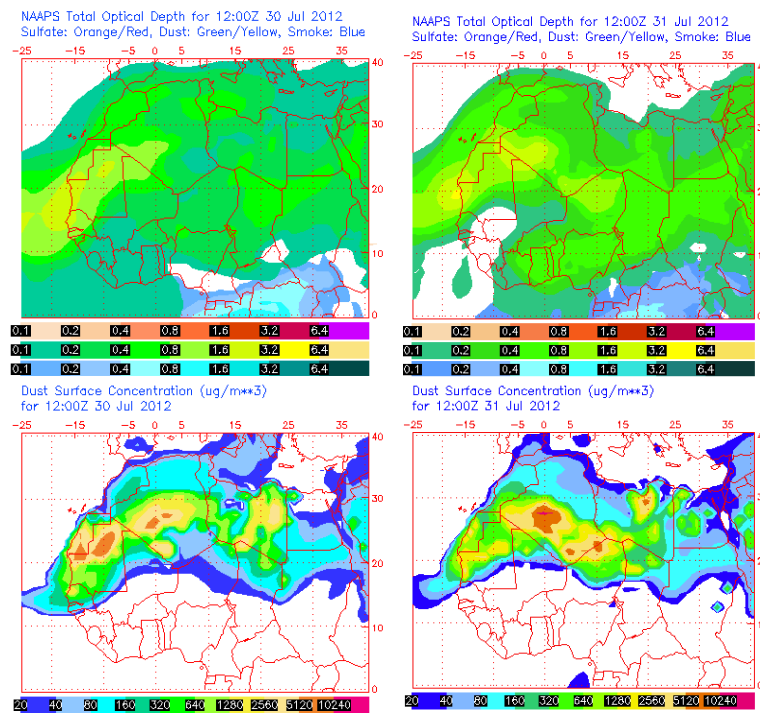 NAAPS Total Optical Depth for 12:00Z 30 Jul 2012
Sulfate: Orange/Red, Dust: Green/Yellow, Smoke: Blue
-25 -15 -5 5 15 25 35
40
30
20
10
0
0.1 0.2 0.4 0.8 1.6 3.2 6.4
0.1 0.2 0.4 0.8 1.6 3.2 6.4
0.1 0.2 0.4 0.8 1.6 3.2 6.4
NAAPS Total Optical Depth for 12:00Z 31 Jul 2012
Sulfate: Orange/Red, Dust: Green/Yellow, Smoke: Blue
-25 -15 -5 5 15 25 35
0.1 0.2 0.4 0.8 1.6 3.2 6.4
0.1 0.2 0.4 0.8 1.6 3.2 6.4
0.1 0.2 0.4 0.8 1.6 3.2 6.4
Dust Surface Concentration (ug/m**3)
for 12:00Z 30 Jul 2012
-25 -15 -5 5 15 25 35
40
30
20
10
0
20 40 80 160 320 640 1280 2560 5120 10240
Dust Surface Concentration (ug/m**3)
for 12:00Z 31 Jul 2012
-25 -15 -5 5 15 25 35
20 40 80 160 320 640 1280 2560 5120 10240